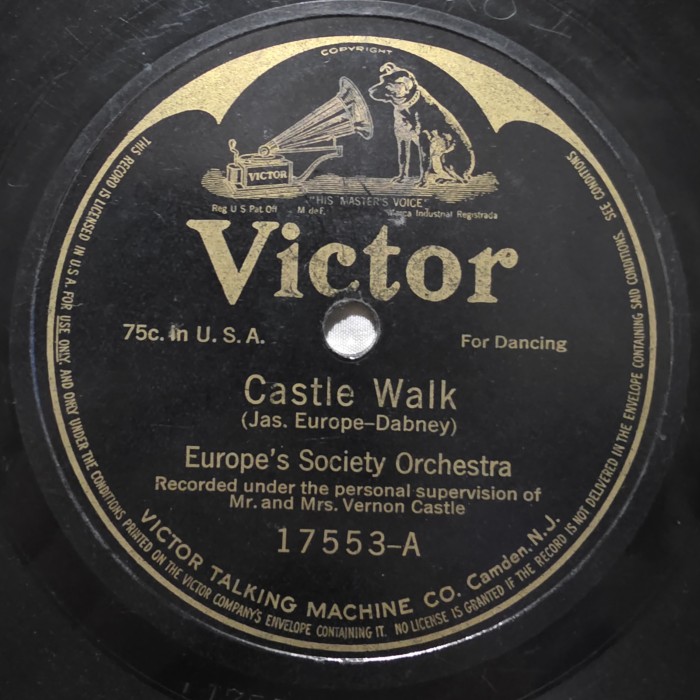 COPYRIGHT
VICTOR
"HIS MASTER'S VOICE"
Reg U S Pat Off M de F. Marca Industrial Registrada
Victor
75c. in U. S. A. For Dancing
Castle Walk
(Jas. Europe–Dabney)
Europe's Society Orchestra
Recorded under the personal supervision of
Mr. and Mrs. Vernon Castle
17553–A
VICTOR TALKING MACHINE CO. Camden, N.J.
THIS RECORD IS LICENSED IN U.S.A. FOR USE ONLY, AND ONLY UNDER THE CONDITIONS PRINTED ON THE VICTOR COMPANY'S ENVELOPE CONTAINING IT. NO LICENSE IS GRANTED IF THE RECORD IS NOT DELIVERED IN THE ENVELOPE CONTAINING SAID CONDITIONS. SEE CONDITIONS